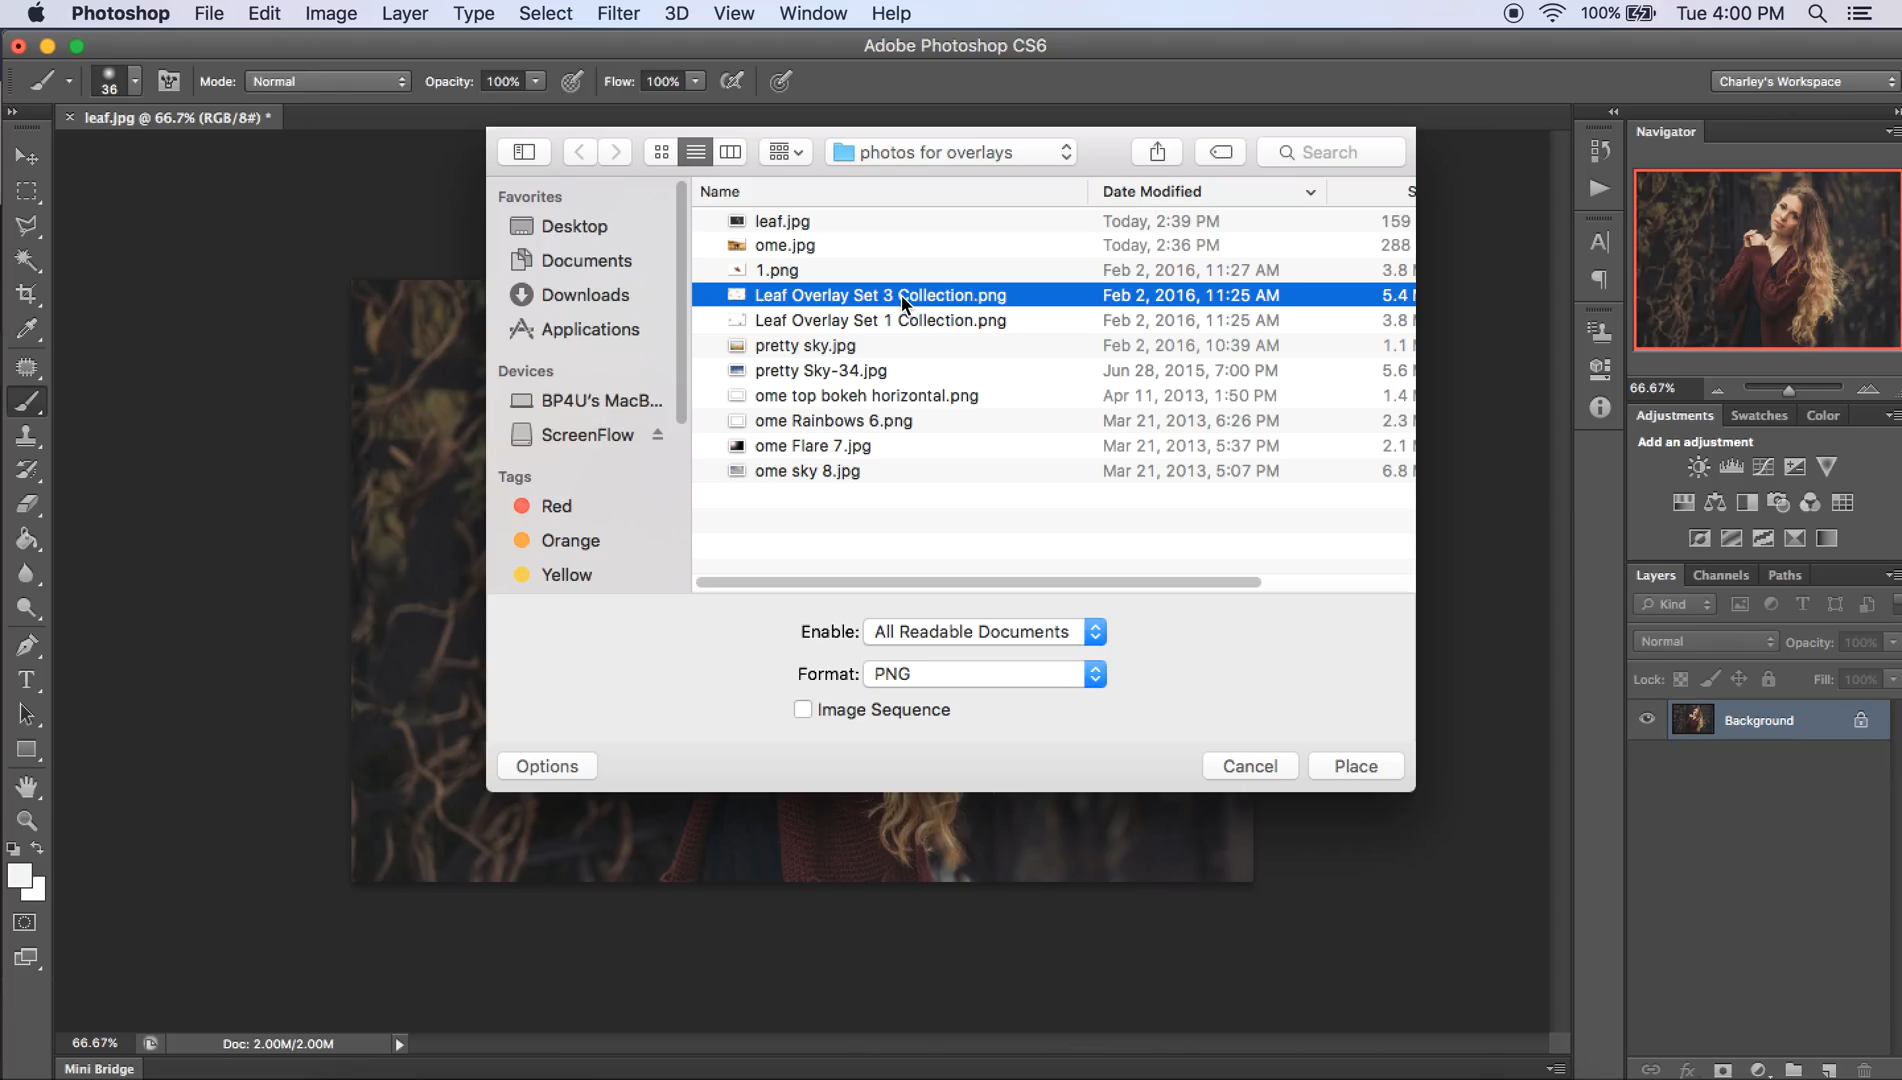 Photoshop File Edit Image Layer Type Select Filter 3D View Window Help 100% Tue 4:00 PM
Adobe Photoshop CS6
36 Mode: Normal Opacity: 100% Flow: 100% Charley's Workspace
× leaf.jpg @ 66.7% (RGB/8#) *
Navigator
photos for overlays
Search
Favorites
Desktop
Documents
Downloads
Applications
Devices
BP4U's MacB...
ScreenFlow
Tags
Red
Orange
Yellow
Name Date Modified S
leaf.jpg Today, 2:39 PM 159
ome.jpg Today, 2:36 PM 288
1.png Feb 2, 2016, 11:27 AM 3.8
Leaf Overlay Set 3 Collection.png Feb 2, 2016, 11:25 AM 5.4
Leaf Overlay Set 1 Collection.png Feb 2, 2016, 11:25 AM 3.8
pretty sky.jpg Feb 2, 2016, 10:39 AM 1.1
pretty Sky-34.jpg Jun 28, 2015, 7:00 PM 5.6
ome top bokeh horizontal.png Apr 11, 2013, 1:50 PM 1.4
ome Rainbows 6.png Mar 21, 2013, 6:26 PM 2.3
ome Flare 7.jpg Mar 21, 2013, 5:37 PM 2.1
ome sky 8.jpg Mar 21, 2013, 5:07 PM 6.8
Enable: All Readable Documents
Format: PNG
Image Sequence
Options Cancel Place
66.67%
Adjustments Swatches Color
Add an adjustment
Layers Channels Paths
Kind
Normal Opacity: 100%
Lock: Fill: 100%
Background
66.67% Doc: 2.00M/2.00M
Mini Bridge